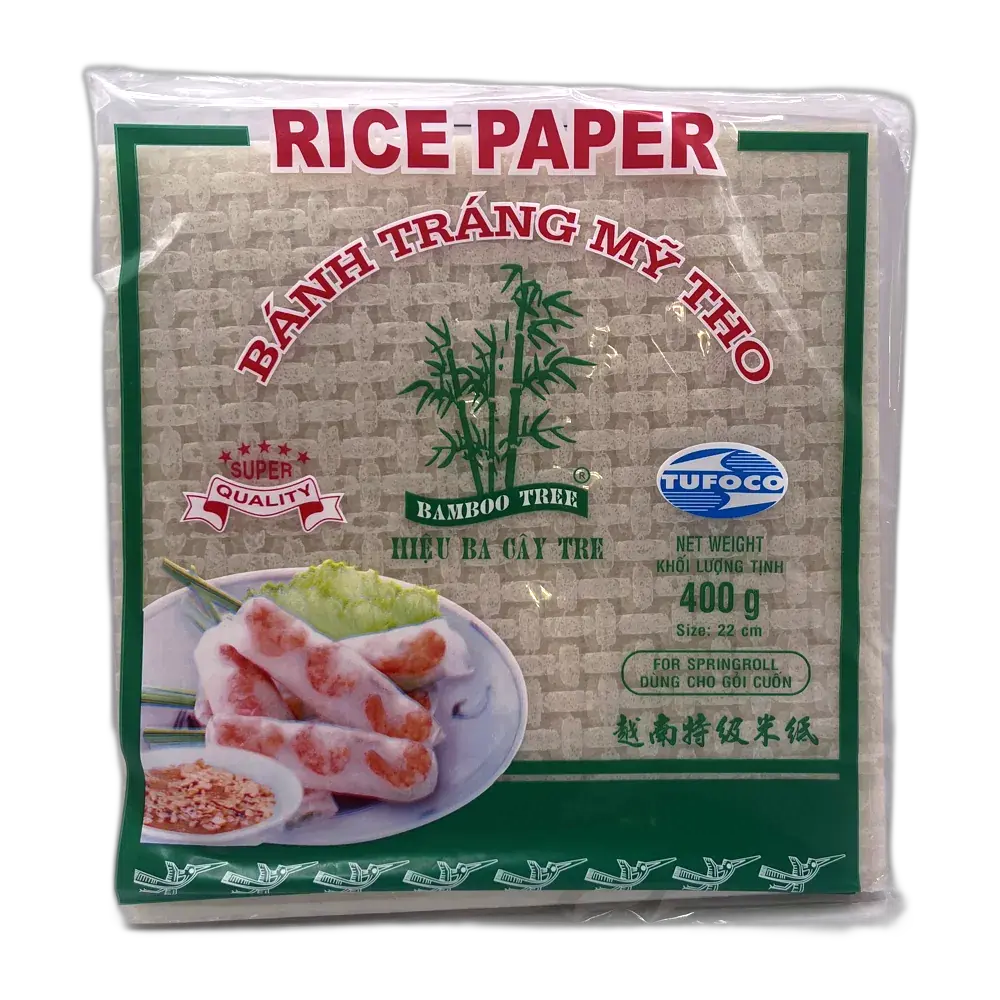 RICE PAPER
BÁNH TRÁNG MỸ THO
SUPER
QUALITY
BAMBOO TREE ®
HIỆU BA CÂY TRE
TUFOCO
NET WEIGHT
KHỐI LƯỢNG TỊNH
400 g
Size: 22 cm
FOR SPRINGROLL
DÙNG CHO GỎI CUỐN
越南特级米纸